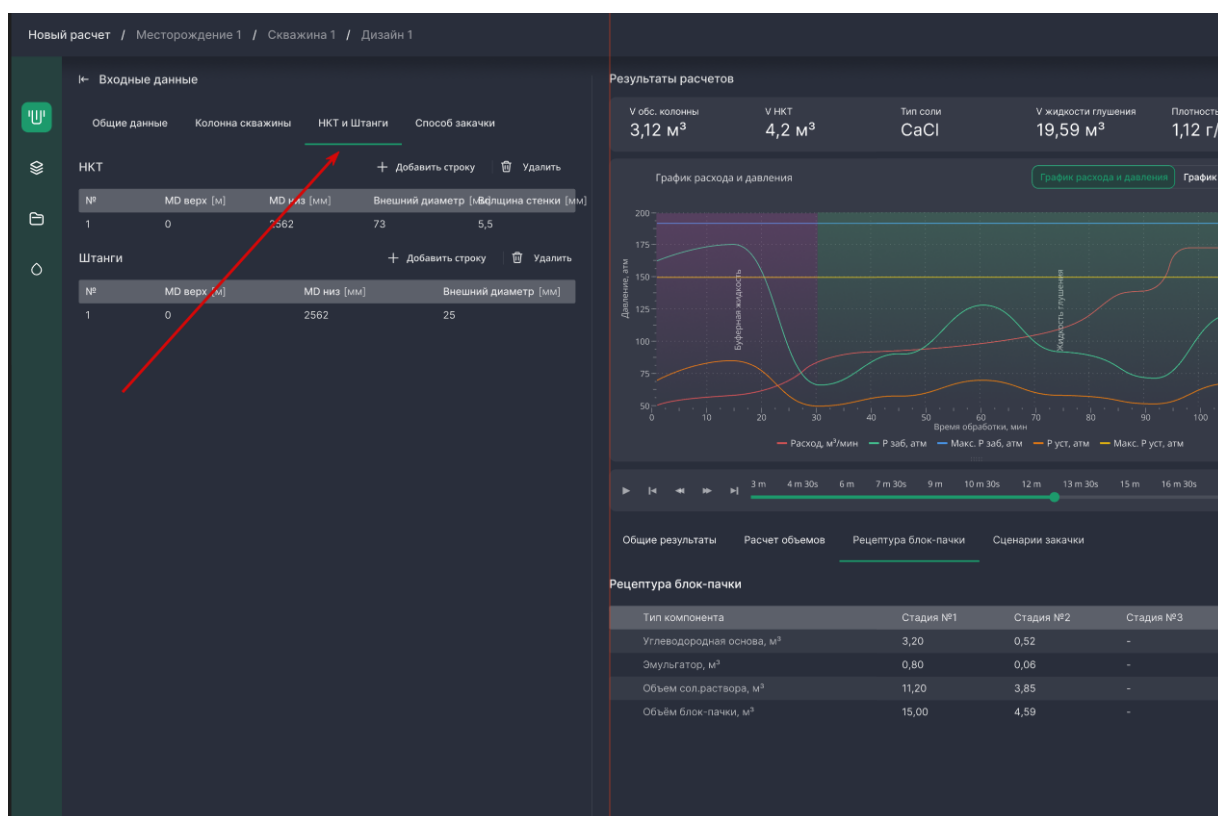 Новый расчет / Месторождение 1 / Скважина 1 / Дизайн 1
Входные данные
Общие данные Колонна скважины НКТ и Штанги Способ закачки
НКТ + Добавить строку Удалить
№ MD верх [м] MD низ [мм] Внешний диаметр стенки [мм]
1 0 2562 73 5,5
Штанги + Добавить строку Удалить
№ MD верх [м] MD низ [мм] Внешний диаметр [мм]
1 0 2562 25
Результаты расчетов
V обс. колонны V НКТ Тип соли V жидкости глушения Плотность
3,12 м³ 4,2 м³ CaCl 19,59 м³ 1,12 г/
График расхода и давления График расхода и давления График
Давление, атм
200
175
150
125
100
75
50
Буферная жидкость
Жидкость глушения
0 10 20 30 40 50 60 70 80 90 100
Время обработки, мин
Расход, м³/мин Р заб, атм Макс. Р заб, атм Р уст, атм Макс. Р уст, атм
3 m 4 m 30s 6 m 7 m 30s 9 m 10 m 30s 12 m 13 m 30s 15 m 16 m 30s
Общие результаты Расчет объемов Рецептура блок-пачки Сценарии закачки
Рецептура блок-пачки
Тип компонента Стадия №1 Стадия №2 Стадия №3
Углеводородная основа, м³ 3,20 0,52 -
Эмульгатор, м³ 0,80 0,06 -
Объем сол.раствора, м³ 11,20 3,85 -
Объём блок-пачки, м³ 15,00 4,59 -